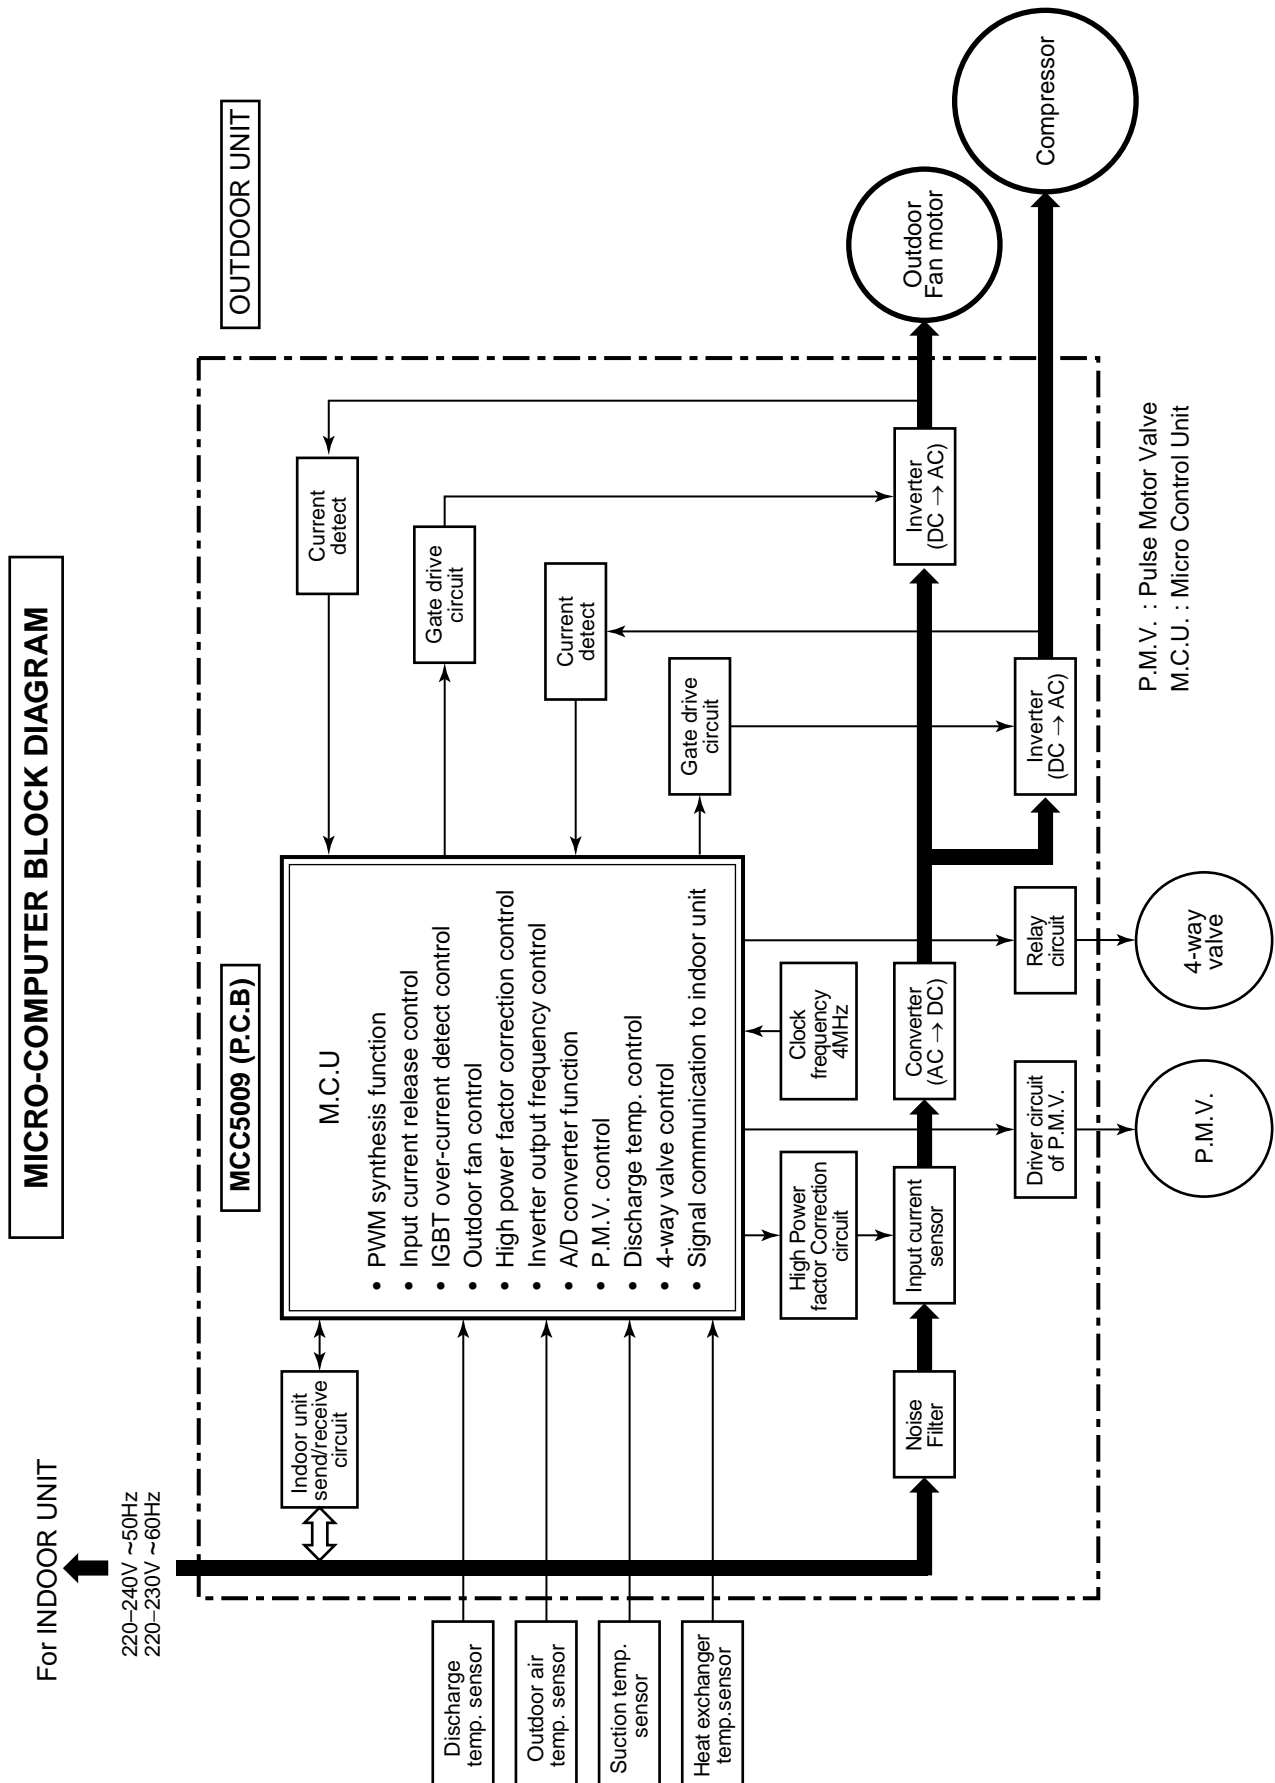 MICRO-COMPUTER BLOCK DIAGRAM
For INDOOR UNIT
220–240V ~50Hz
220–230V ~60Hz
MCC5009 (P.C.B)
OUTDOOR UNIT
Indoor unit
send/receive
circuit
M.C.U
• PWM synthesis function
• Input current release control
• IGBT over-current detect control
• Outdoor fan control
• High power factor correction control
• Inverter output frequency control
• A/D converter function
• P.M.V. control
• Discharge temp. control
• 4-way valve control
• Signal communication to indoor unit
Current
detect
Gate drive
circuit
Current
detect
Gate drive
circuit
Discharge
temp. sensor
Outdoor air
temp. sensor
Suction temp.
sensor
Heat exchanger
temp.sensor
High Power
factor Correction
circuit
Clock
frequency
4MHz
Noise
Filter
Input current
sensor
Converter
(AC → DC)
Inverter
(DC → AC)
Outdoor
Fan motor
Driver circuit
of P.M.V.
Relay
circuit
Inverter
(DC → AC)
Compressor
P.M.V.
4-way
valve
P.M.V. : Pulse Motor Valve
M.C.U. : Micro Control Unit